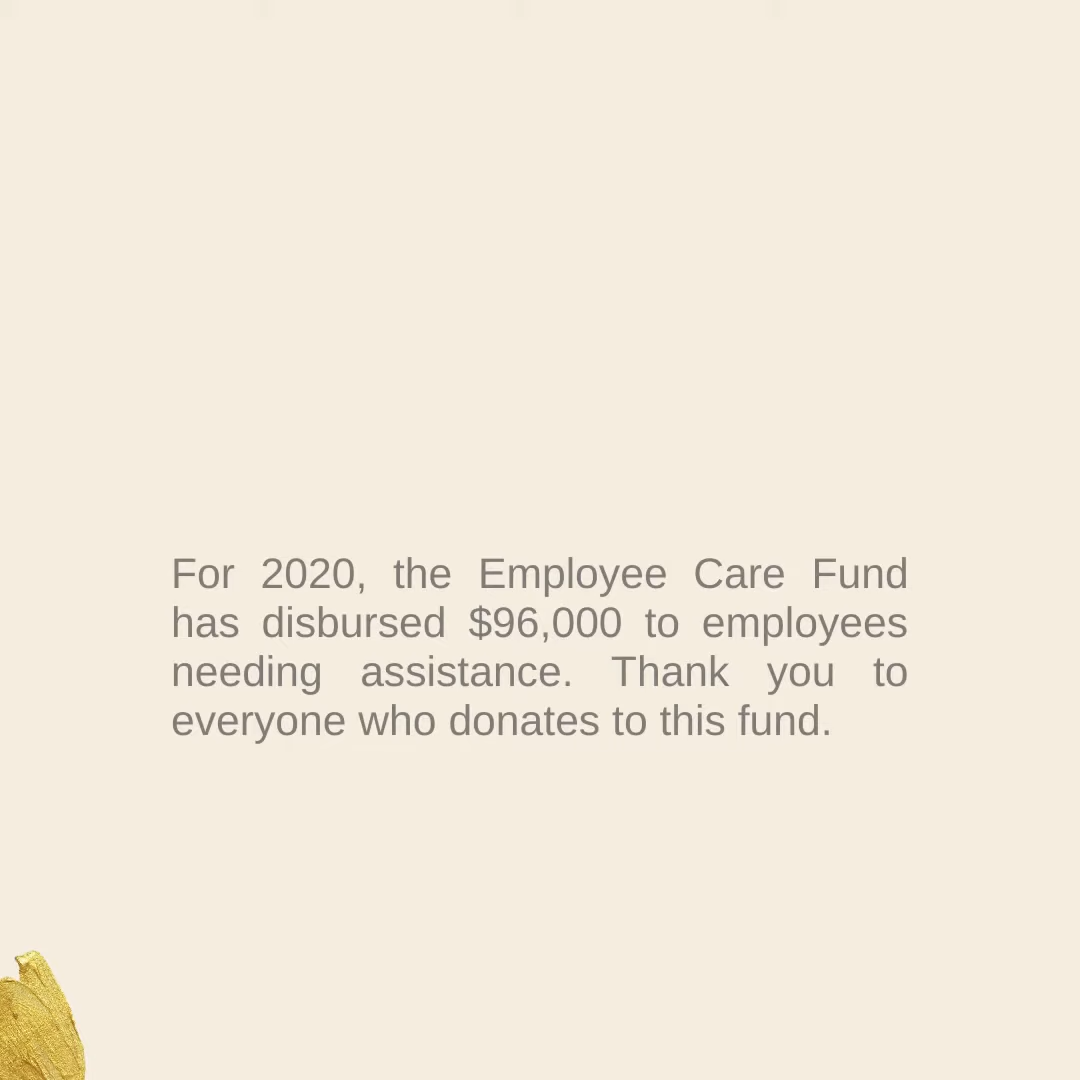 For 2020, the Employee Care Fund
has disbursed $96,000 to employees
needing assistance. Thank you to
everyone who donates to this fund.